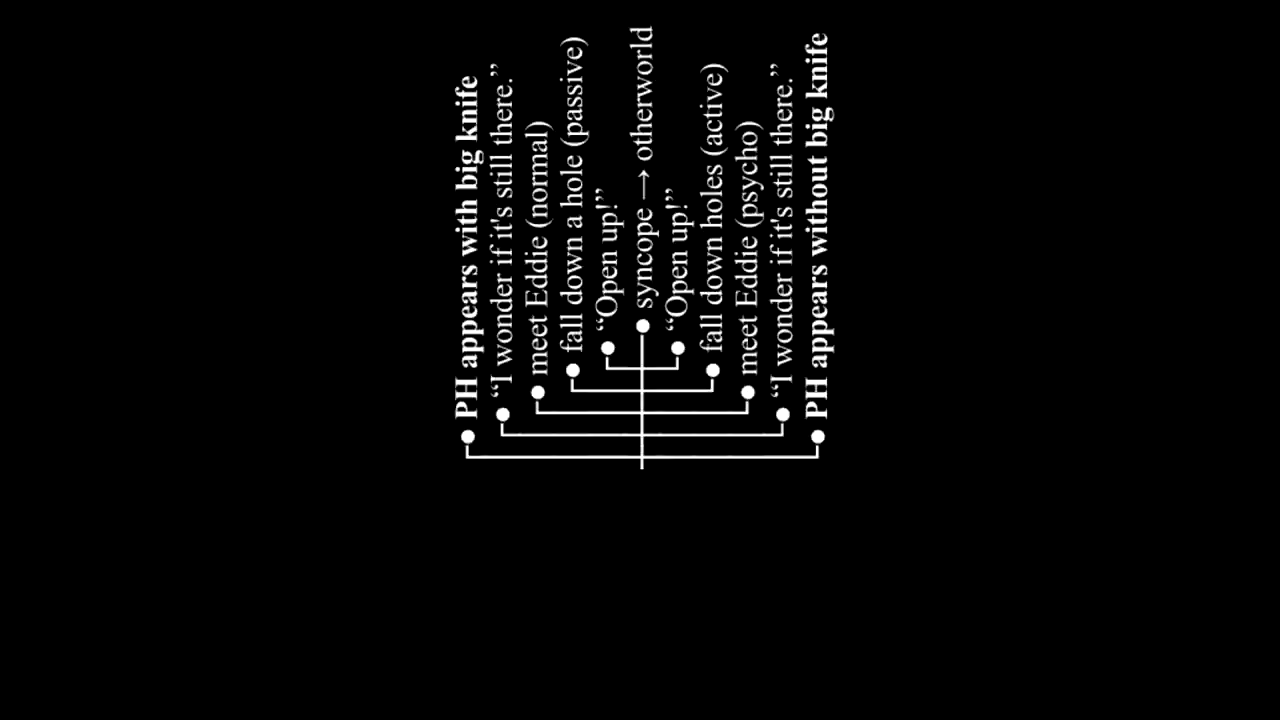 PH appears with big knife
“I wonder if it's still there.”
meet Eddie (normal)
fall down a hole (passive)
“Open up!”
syncope → otherworld
“Open up!”
fall down holes (active)
meet Eddie (psycho)
“I wonder if it's still there.”
PH appears without big knife